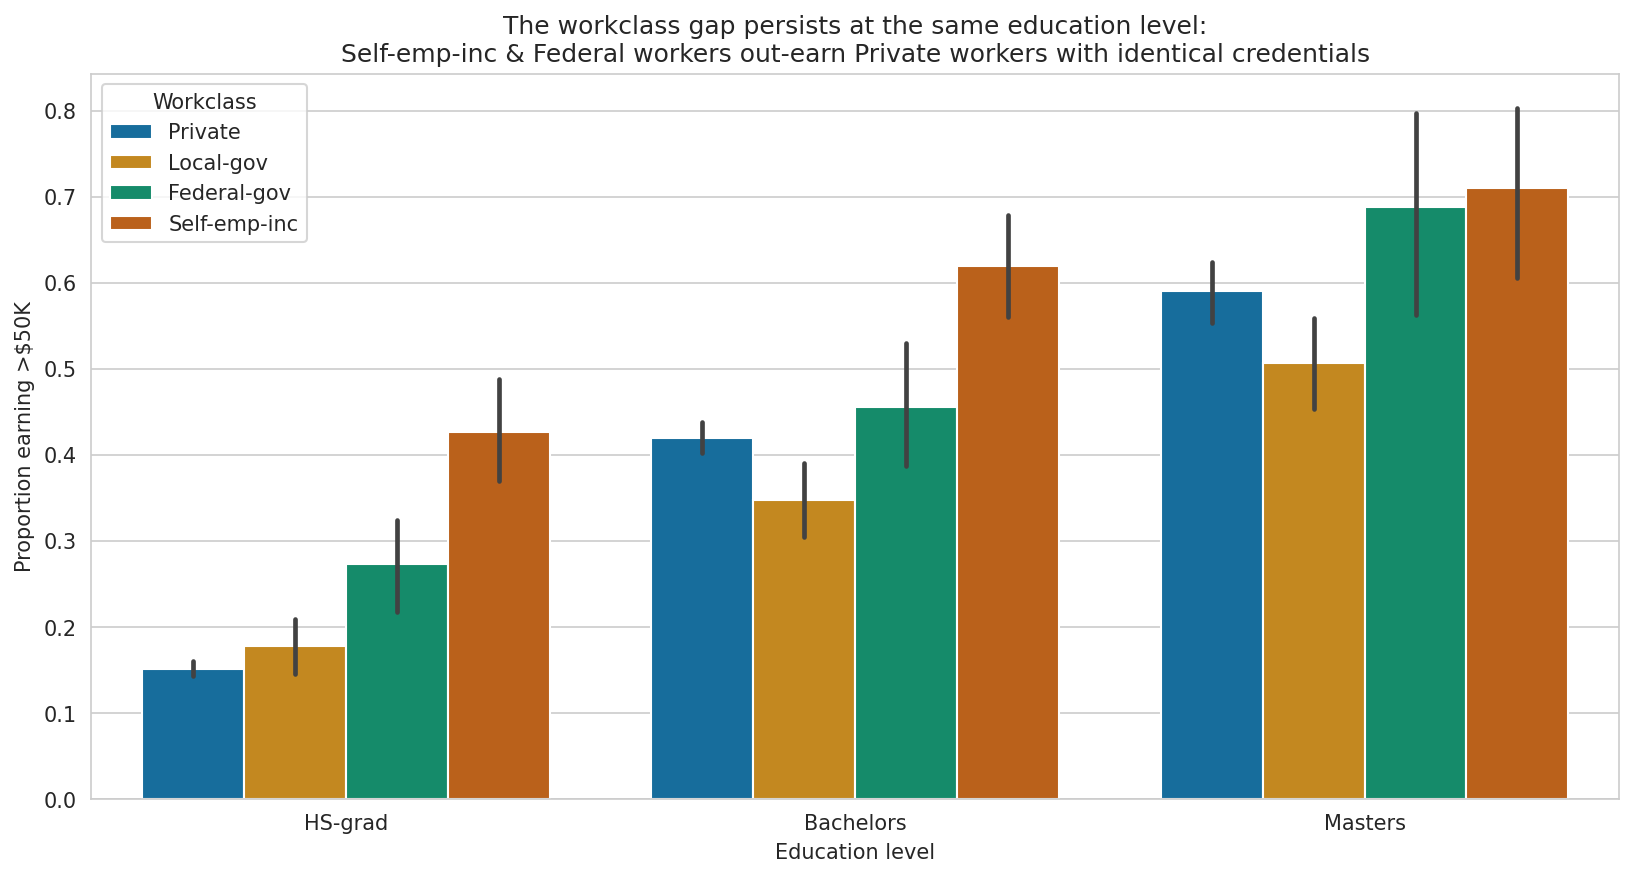 The workclass gap persists at the same education level:
Self-emp-inc & Federal workers out-earn Private workers with identical credentials
Workclass
Private
Local-gov
Federal-gov
Self-emp-inc
Proportion earning >$50K
0.8
0.7
0.6
0.5
0.4
0.3
0.2
0.1
0.0
HS-grad
Bachelors
Masters
Education level